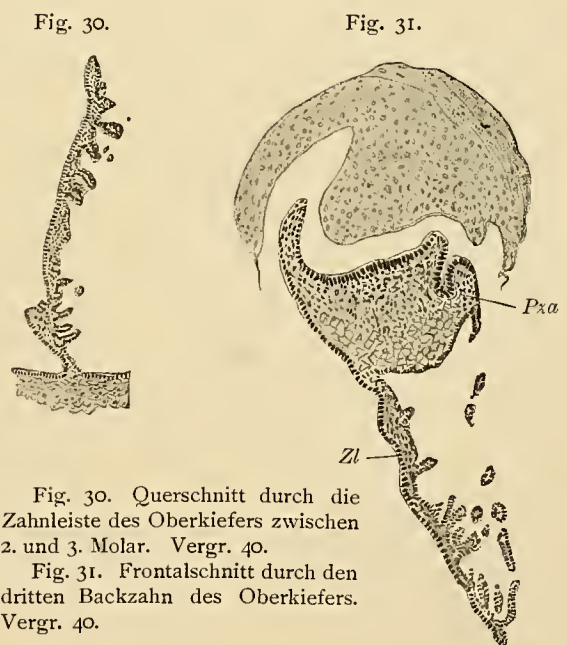 Fig. 30.
Fig. 31.
Pxa
Zl
Fig. 30. Querschnitt durch die
Zahnleiste des Oberkiefers zwischen
2. und 3. Molar. Vergr. 40.
Fig. 31. Frontalschnitt durch den
dritten Backzahn des Oberkiefers.
Vergr. 40.